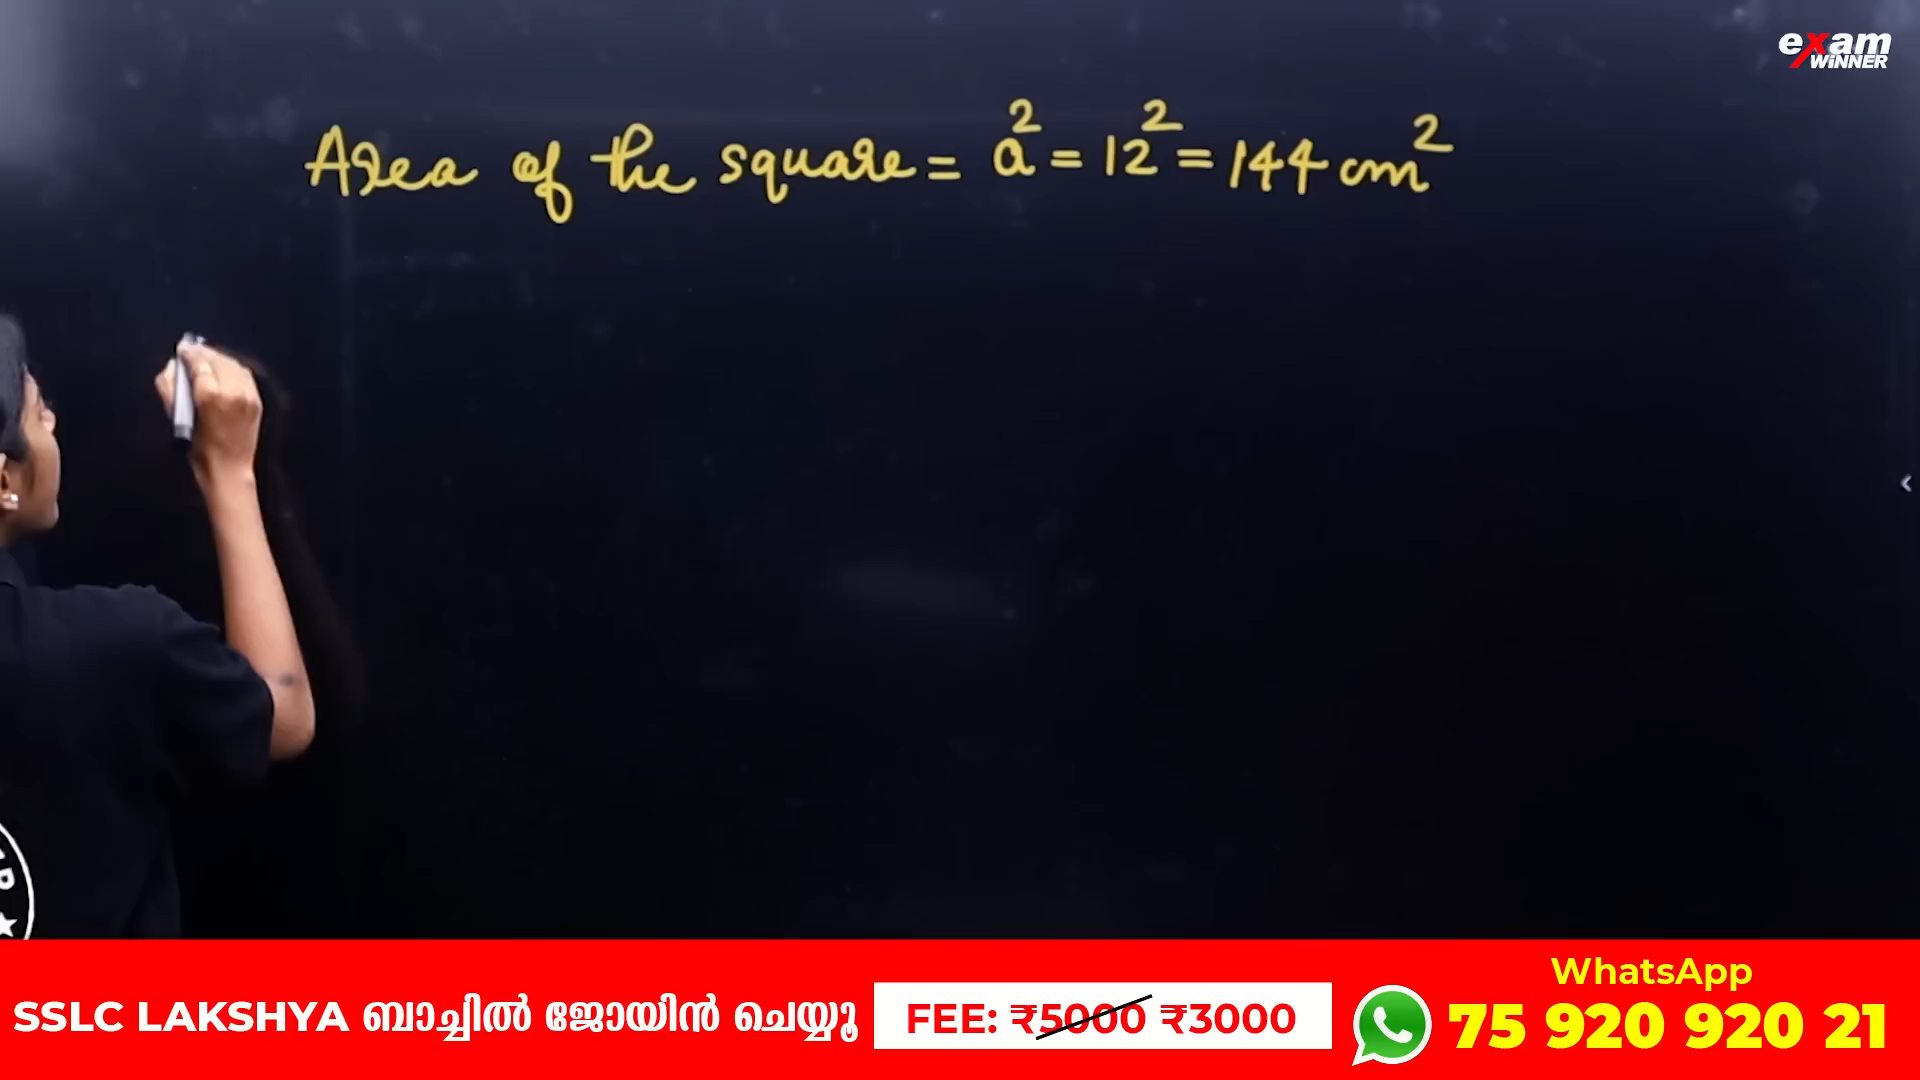 exam
WINNER
Area of the square = a² = 12² = 144 cm²
SSLC LAKSHYA ബാച്ചിൽ ജോയിൻ ചെയ്യൂ
FEE: ₹5000 ₹3000
WhatsApp
75 920 920 21